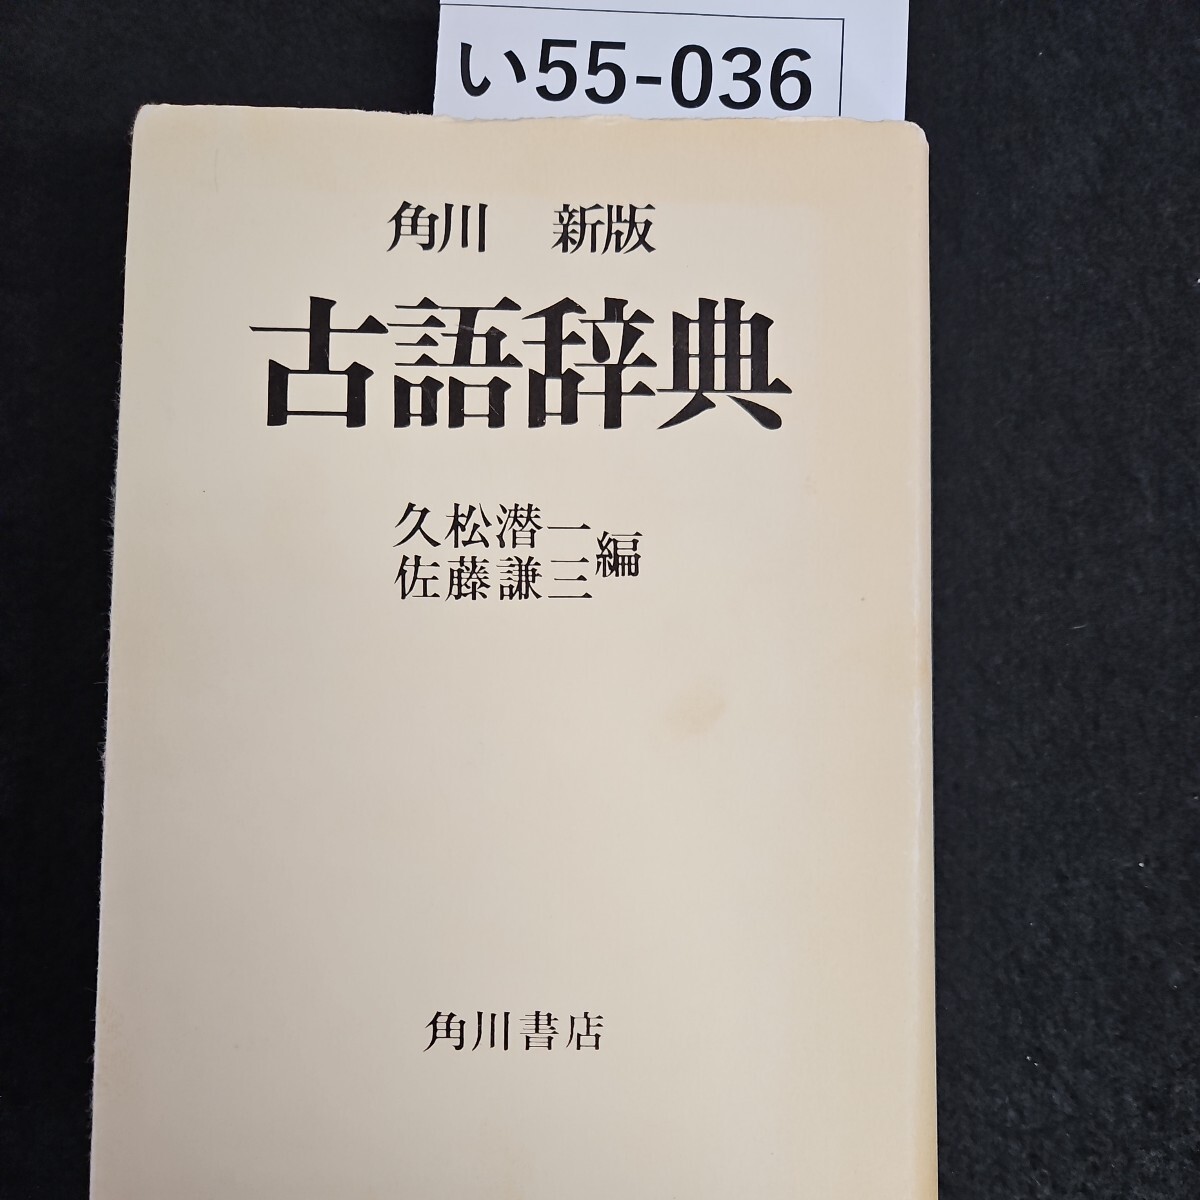 い55-036
角川 新版
古語辞典
久松潜一
佐藤謙三
編
角川書店